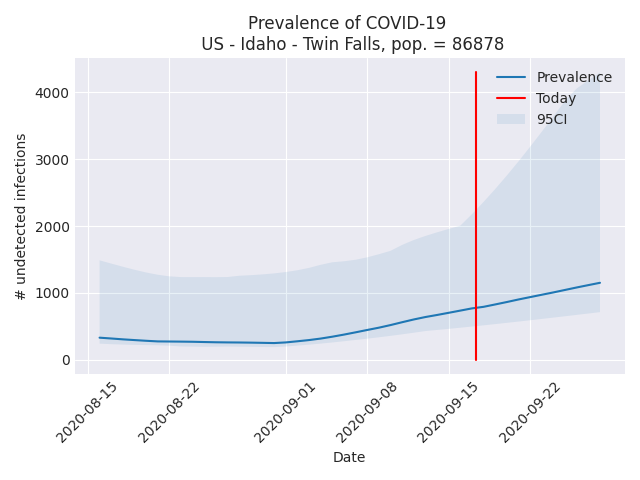 Prevalence of COVID-19
US - Idaho - Twin Falls, pop. = 86878
Prevalence
Today
95CI
4000
3000
2000
1000
0
# undetected infections
2020-08-15
2020-08-22
2020-09-01
2020-09-08
2020-09-15
2020-09-22
Date